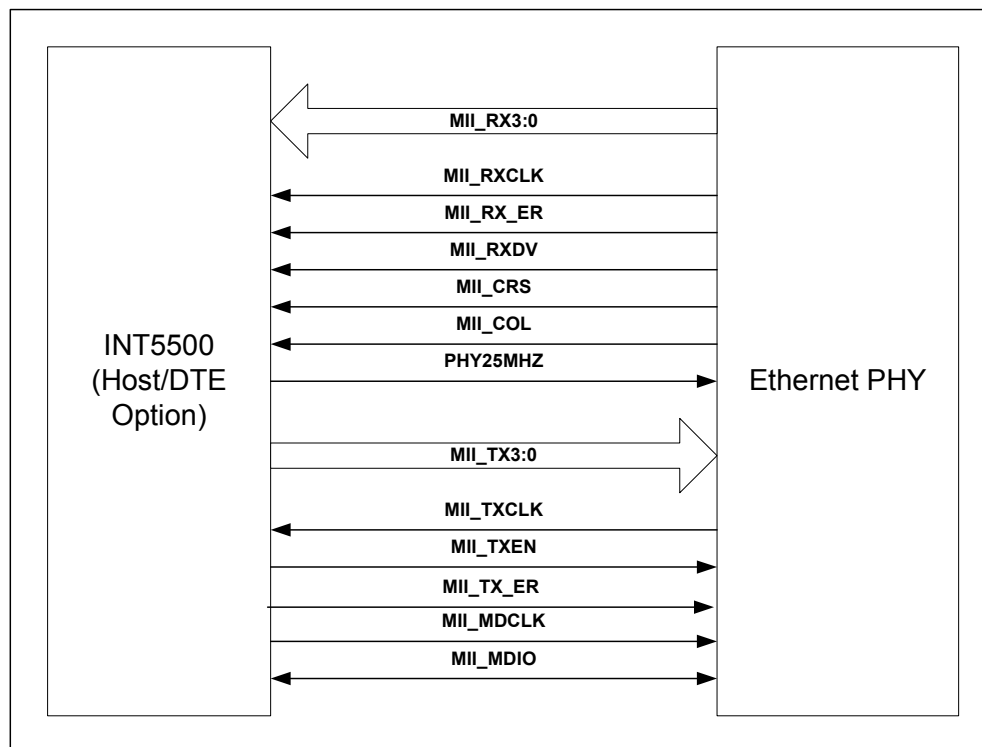 MII_RX3:0
MII_RXCLK
MII_RX_ER
MII_RXDV
MII_CRS
MII_COL
PHY25MHZ
INT5500
(Host/DTE
Option)
Ethernet PHY
MII_TX3:0
MII_TXCLK
MII_TXEN
MII_TX_ER
MII_MDCLK
MII_MDIO